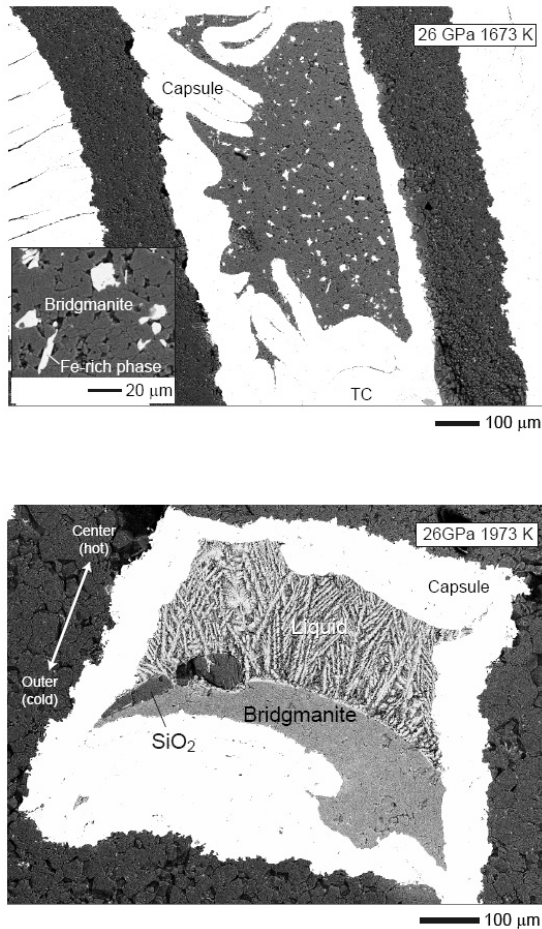 26 GPa 1673 K
Capsule
Bridgmanite
Fe-rich phase
20 μm
TC
100 μm
Center
(hot)
26GPa 1973 K
Capsule
Liquid
Outer
(cold)
Bridgmanite
SiO₂
100 μm